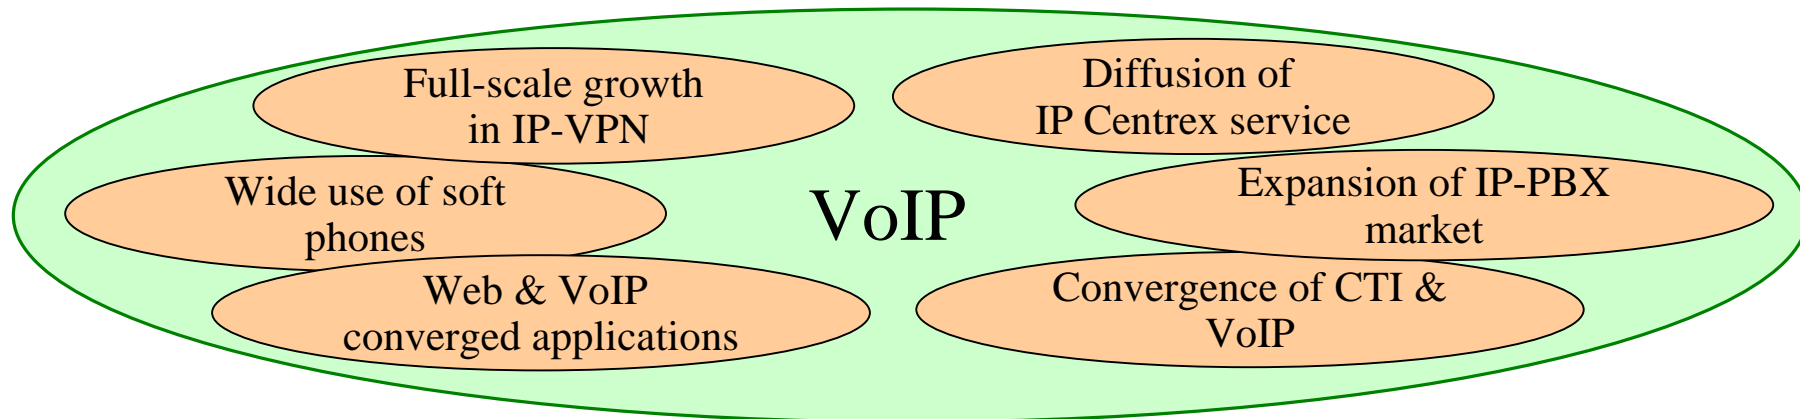 Full-scale growth
in IP-VPN
Diffusion of
IP Centrex service
Wide use of soft
phones
VoIP
Expansion of IP-PBX
market
Web & VoIP
converged applications
Convergence of CTI &
VoIP